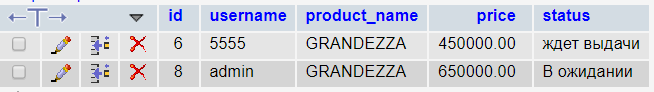 id username product_name price status
6 5555 GRANDEZZA 450000.00 ждет выдачи
8 admin GRANDEZZA 650000.00 В ожидании